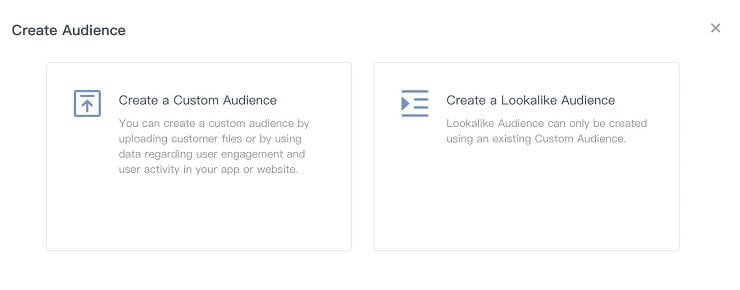 Create Audience
Create a Custom Audience
You can create a custom audience by
uploading customer files or by using
data regarding user engagement and
user activity in your app or website.
Create a Lookalike Audience
Lookalike Audience can only be created
using an existing Custom Audience.